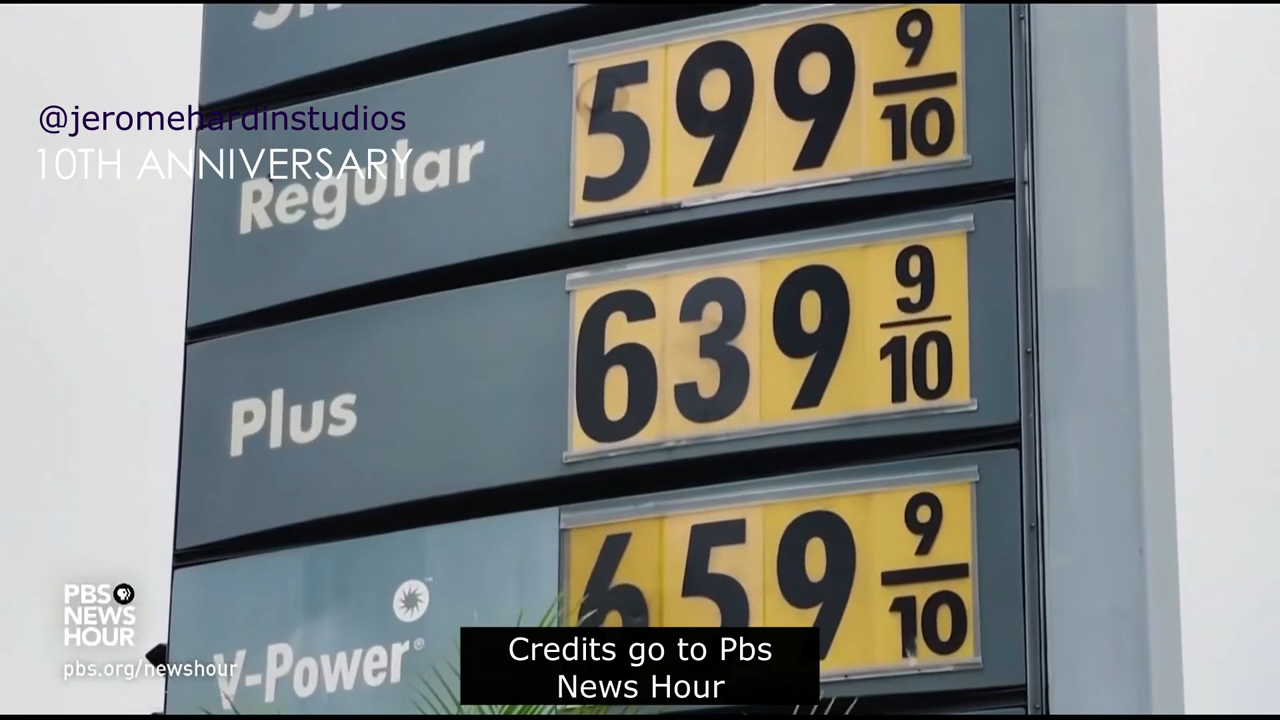 599 9/10
@jeromehardinstudios
10TH ANNIVERSARY
Regular
639 9/10
Plus
659 9/10
V-Power®
PBS
NEWS
HOUR
pbs.org/newshour
Credits go to Pbs
News Hour